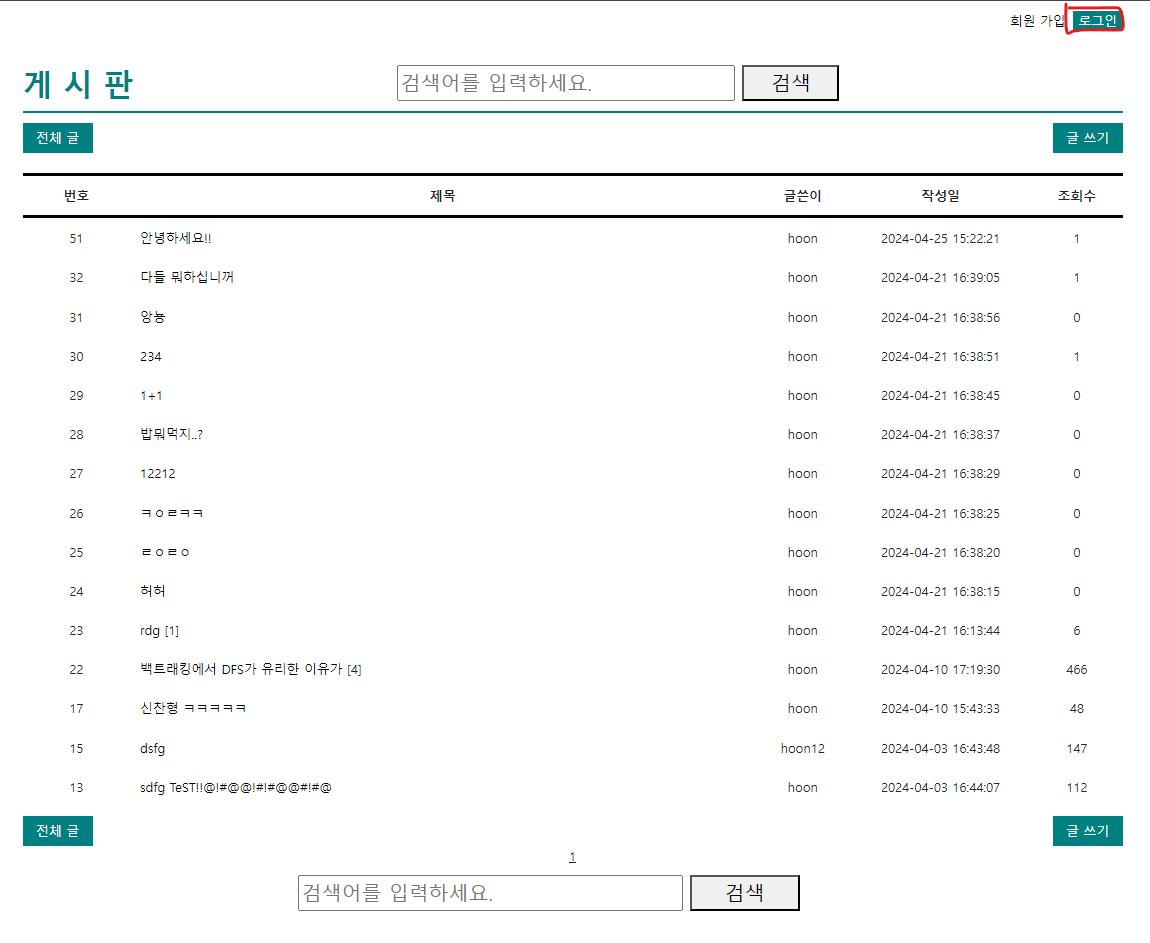 회원 가입 로그인
게 시 판 검색어를 입력하세요. 검색
전체 글 글 쓰기
번호 제목 글쓴이 작성일 조회수
51 안녕하세요!! hoon 2024-04-25 15:22:21 1
32 다들 뭐하십니꺼 hoon 2024-04-21 16:39:05 1
31 앙뇽 hoon 2024-04-21 16:38:56 0
30 234 hoon 2024-04-21 16:38:51 1
29 1+1 hoon 2024-04-21 16:38:45 0
28 밥뭐먹지..? hoon 2024-04-21 16:38:37 0
27 12212 hoon 2024-04-21 16:38:29 0
26 ㅋㅇㄹㅋㅋ hoon 2024-04-21 16:38:25 0
25 ㄹㅇㄹㅇ hoon 2024-04-21 16:38:20 0
24 허허 hoon 2024-04-21 16:38:15 0
23 rdg [1] hoon 2024-04-21 16:13:44 6
22 백트래킹에서 DFS가 유리한 이유가 [4] hoon 2024-04-10 17:19:30 466
17 신찬형 ㅋㅋㅋㅋㅋ hoon 2024-04-10 15:43:33 48
15 dsfg hoon12 2024-04-03 16:43:48 147
13 sdfg TeST!!@!#@@!#!#@@#!#@ hoon 2024-04-03 16:44:07 112
전체 글 글 쓰기
1
검색어를 입력하세요. 검색